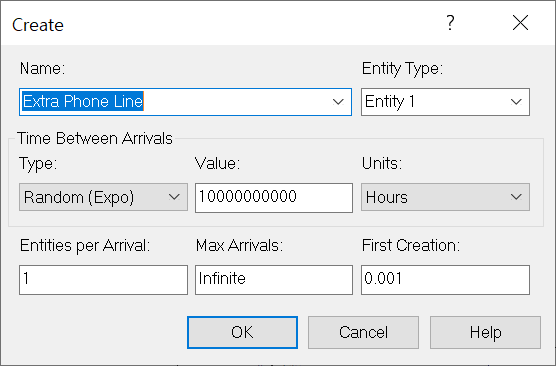 Create
Name: Entity Type:
Extra Phone Line Entity 1
Time Between Arrivals
Type: Value: Units:
Random (Expo) 10000000000 Hours
Entities per Arrival: Max Arrivals: First Creation:
1 Infinite 0.001
OK Cancel Help